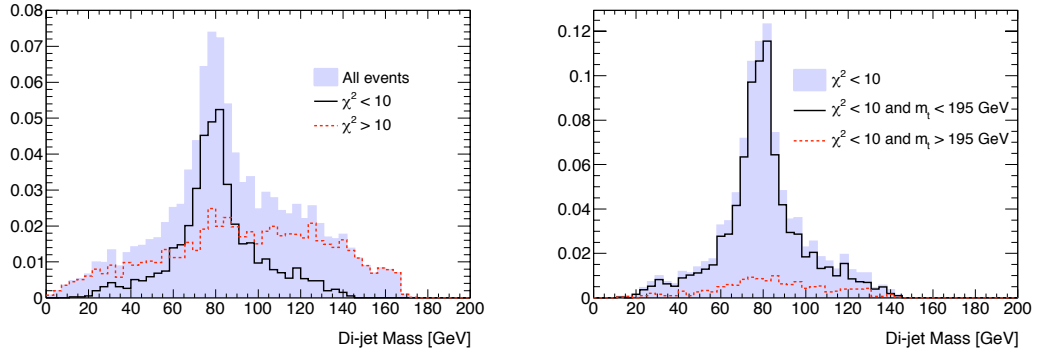 0.08
0.07
0.06
0.05
0.04
0.03
0.02
0.01
0
0 20 40 60 80 100 120 140 160 180 200
Di-jet Mass [GeV]
All events
χ² < 10
χ² > 10
0.12
0.1
0.08
0.06
0.04
0.02
0
0 20 40 60 80 100 120 140 160 180 200
Di-jet Mass [GeV]
χ² < 10
χ² < 10 and mₜ < 195 GeV
χ² < 10 and mₜ > 195 GeV